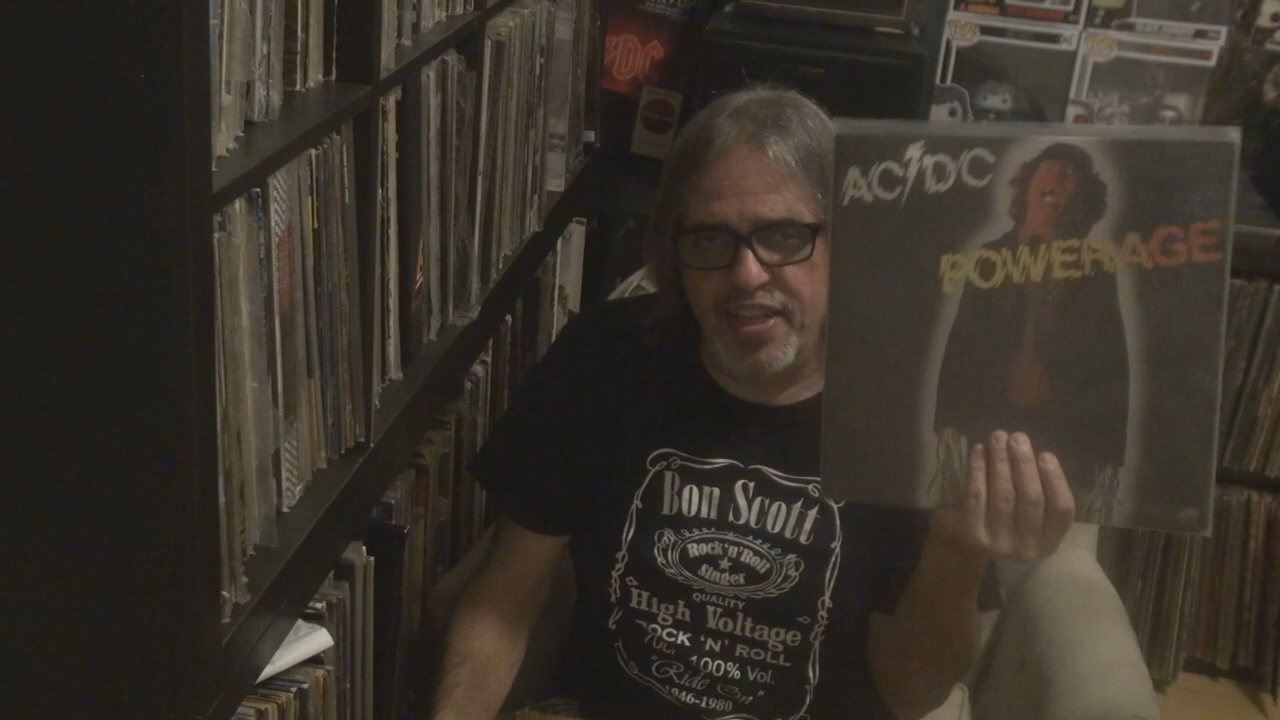 AC/DC
AC⚡DC
POWERAGE
Bon Scott
Rock'n'Roll
Singer
QUALITY
High Voltage
ROCK 'N' ROLL
100% Vol.
"Ride On"
1946-1980